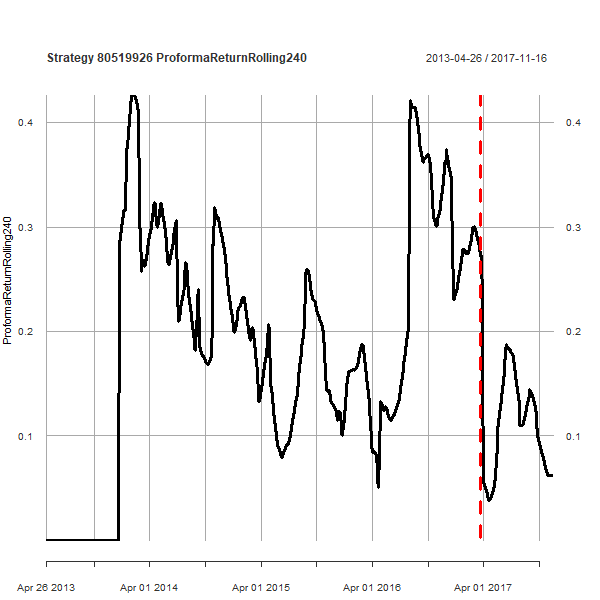 Strategy 80519926 ProformaReturnRolling240
2013-04-26 / 2017-11-16
0.4
0.4
0.3
0.3
0.2
0.2
0.1
0.1
ProformaReturnRolling240
Apr 26 2013
Apr 01 2014
Apr 01 2015
Apr 01 2016
Apr 01 2017